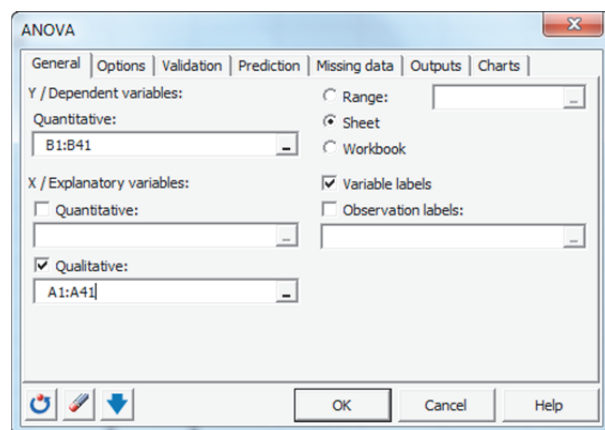 ANOVA
General Options Validation Prediction Missing data Outputs Charts
Y / Dependent variables:
Quantitative:
B1:B41
X / Explanatory variables:
Quantitative:
Qualitative:
A1:A41
Range:
Sheet
Workbook
Variable labels
Observation labels:
OK Cancel Help